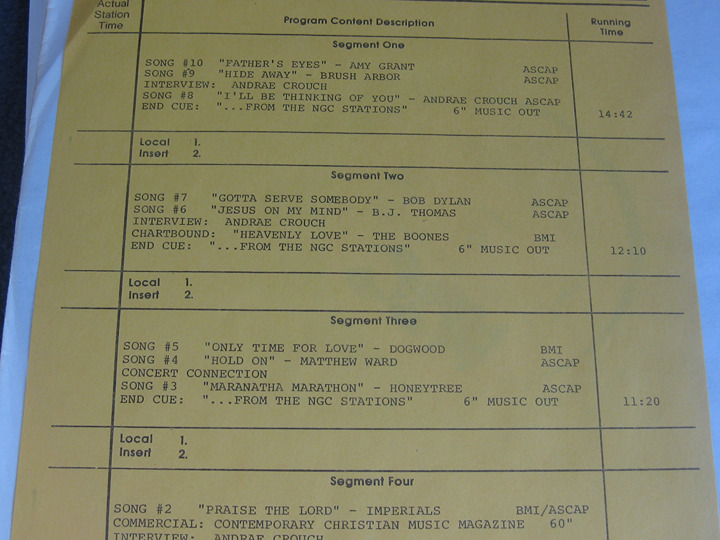 Actual
Station
Time
Program Content Description
Running
Time
Segment One
SONG #10 "FATHER'S EYES" - AMY GRANT ASCAP
SONG #9 "HIDE AWAY" - BRUSH ARBOR ASCAP
INTERVIEW: ANDRAE CROUCH
SONG #8 "I'LL BE THINKING OF YOU" - ANDRAE CROUCH ASCAP
END CUE: "...FROM THE NGC STATIONS" 6" MUSIC OUT 14:42
Local 1.
Insert 2.
Segment Two
SONG #7 "GOTTA SERVE SOMEBODY" - BOB DYLAN ASCAP
SONG #6 "JESUS ON MY MIND" - B.J. THOMAS ASCAP
INTERVIEW: ANDRAE CROUCH
CHARTBOUND: "HEAVENLY LOVE" - THE BOONES BMI
END CUE: "...FROM THE NGC STATIONS" 6" MUSIC OUT 12:10
Local 1.
Insert 2.
Segment Three
SONG #5 "ONLY TIME FOR LOVE" - DOGWOOD BMI
SONG #4 "HOLD ON" - MATTHEW WARD ASCAP
CONCERT CONNECTION
SONG #3 "MARANATHA MARATHON" - HONEYTREE ASCAP
END CUE: "...FROM THE NGC STATIONS" 6" MUSIC OUT 11:20
Local 1.
Insert 2.
Segment Four
SONG #2 "PRAISE THE LORD" - IMPERIALS BMI/ASCAP
COMMERCIAL: CONTEMPORARY CHRISTIAN MUSIC MAGAZINE 60"
INTERVIEW: ANDRAE CROUCH